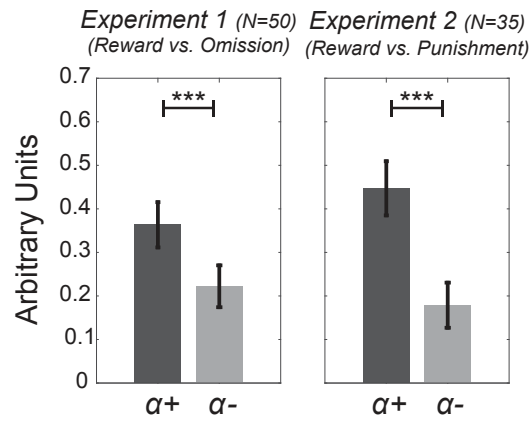 Experiment 1 (N=50)
(Reward vs. Omission)
Experiment 2 (N=35)
(Reward vs. Punishment)
Arbitrary Units
0.7
0.6
0.5
0.4
0.3
0.2
0.1
0
***
***
α+ α-
α+ α-